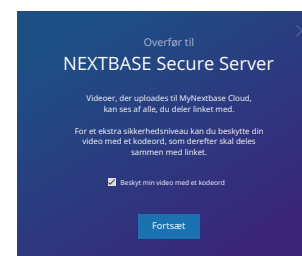 Overfør til
NEXTBASE Secure Server
Videoer, der uploades til MyNextbase Cloud,
kan ses af alle, du deler linket med.
For et ekstra sikkerhedsniveau kan du beskytte din
video med et kodeord, som derefter skal deles
sammen med linket.
Beskyt min video med et kodeord
Fortsæt